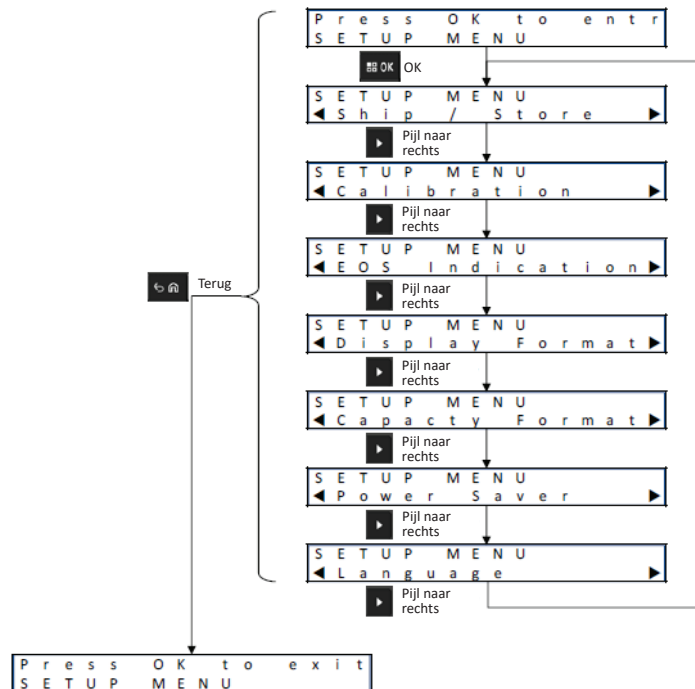 Press OK to entr
SETUP MENU
OK OK
SETUP MENU
◀Ship / Store ▶
Pijl naar
rechts
SETUP MENU
◀Calibration ▶
Pijl naar
rechts
SETUP MENU
◀EOS Indication▶
Terug
Pijl naar
rechts
SETUP MENU
◀Display Format▶
Pijl naar
rechts
SETUP MENU
◀Capacty Format▶
Pijl naar
rechts
SETUP MENU
◀Power Saver ▶
Pijl naar
rechts
SETUP MENU
◀Language ▶
Pijl naar
rechts
Press OK to exit
SETUP MENU